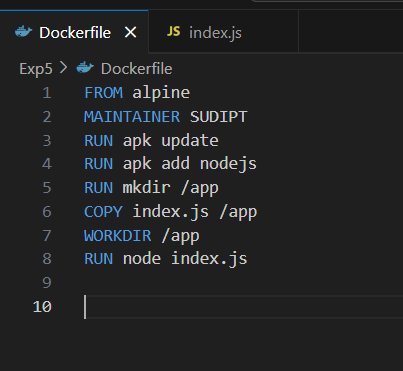 Dockerfile JS index.js
Exp5 > Dockerfile
1 FROM alpine
2 MAINTAINER SUDIPT
3 RUN apk update
4 RUN apk add nodejs
5 RUN mkdir /app
6 COPY index.js /app
7 WORKDIR /app
8 RUN node index.js
9
10